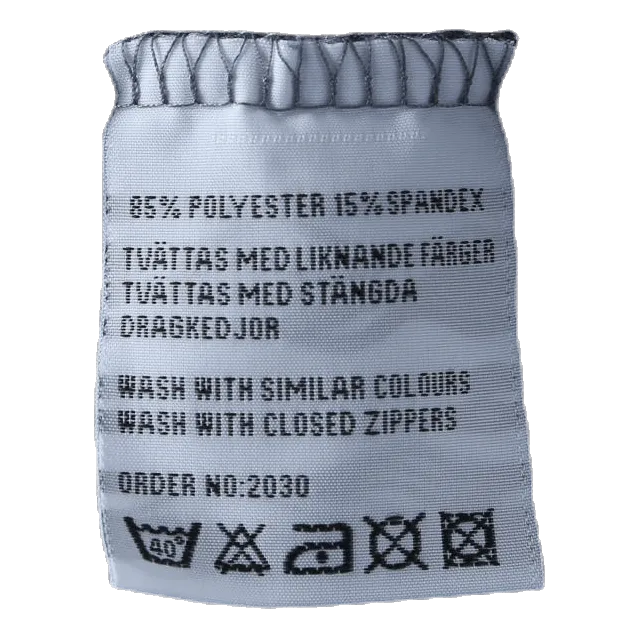 85% POLYESTER 15% SPANDEX
TVÄTTAS MED LIKNANDE FÄRGER
TVÄTTAS MED STÄNGDA
DRAGKEDJOR
WASH WITH SIMILAR COLOURS
WASH WITH CLOSED ZIPPERS
ORDER NO:2030
40°